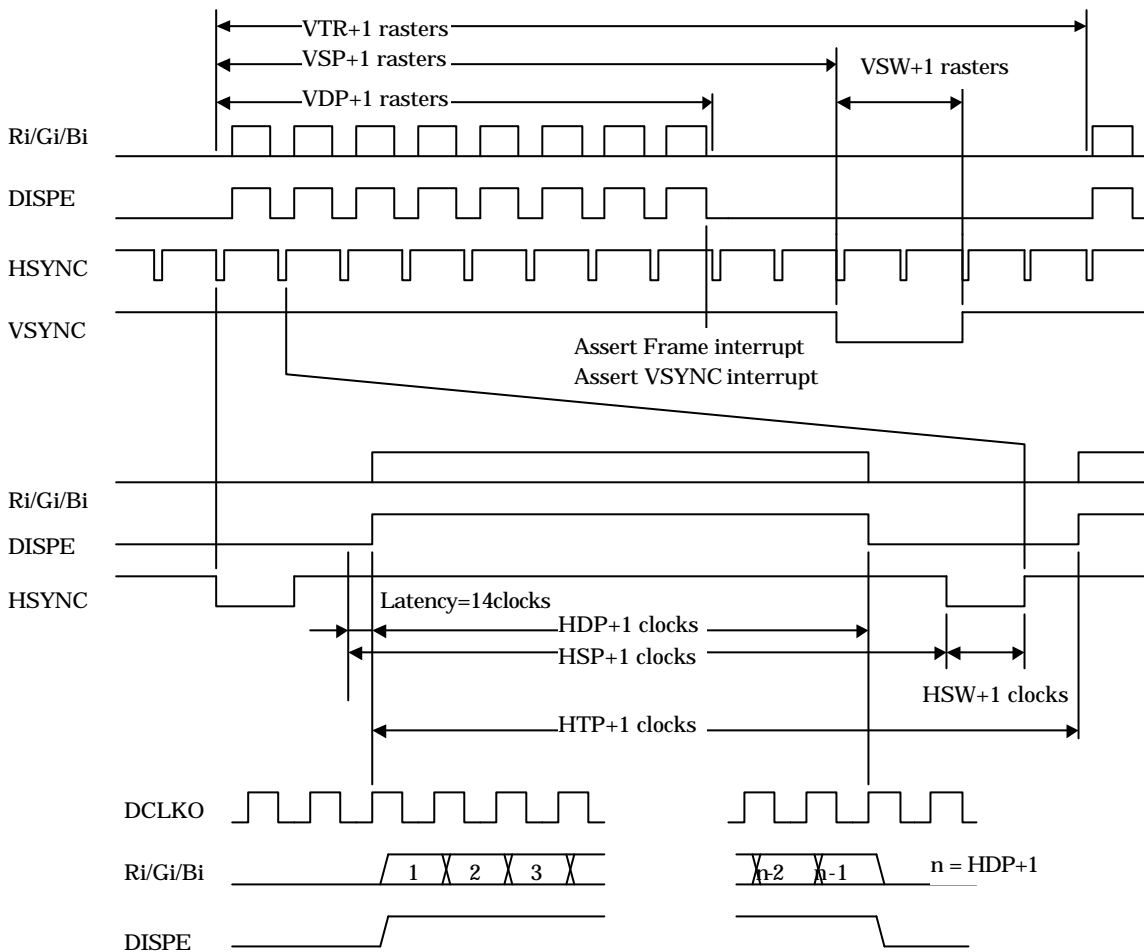 VTR+1 rasters
VSP+1 rasters
VSW+1 rasters
VDP+1 rasters
Ri/Gi/Bi
DISPE
HSYNC
VSYNC
Assert Frame interrupt
Assert VSYNC interrupt
Ri/Gi/Bi
DISPE
HSYNC
Latency=14clocks
HDP+1 clocks
HSP+1 clocks
HSW+1 clocks
HTP+1 clocks
DCLKO
Ri/Gi/Bi
1 2 3 n-2 n-1
n = HDP+1
DISPE